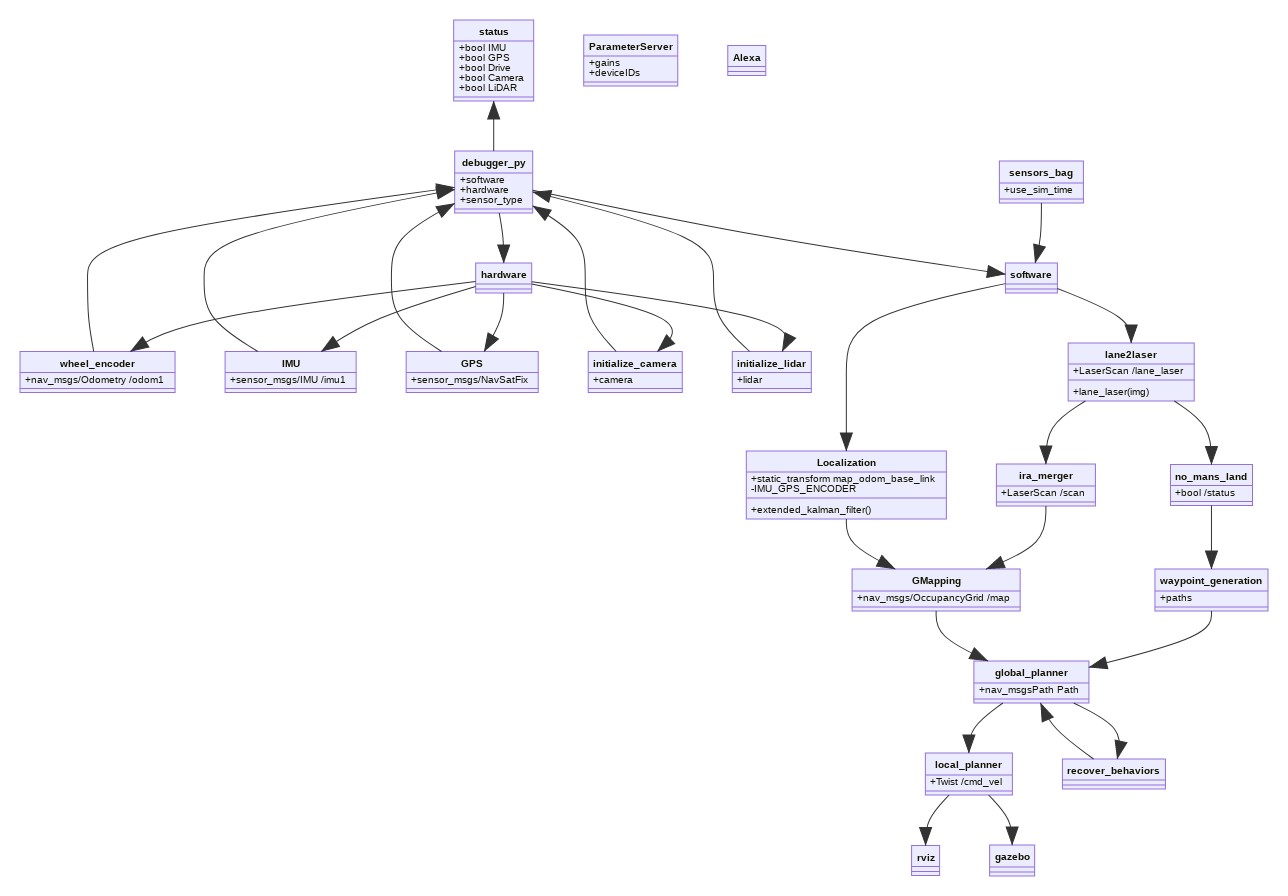 status
+bool IMU
+bool GPS
+bool Drive
+bool Camera
+bool LiDAR
ParameterServer
+gains
+deviceIDs
Alexa
debugger_py
+software
+hardware
+sensor_type
sensors_bag
+use_sim_time
hardware
software
wheel_encoder
+nav_msgs/Odometry /odom1
IMU
+sensor_msgs/IMU /imu1
GPS
+sensor_msgs/NavSatFix
initialize_camera
+camera
initialize_lidar
+lidar
lane2laser
+LaserScan /lane_laser
+lane_laser(img)
Localization
+static_transform map_odom_base_link
-IMU_GPS_ENCODER
+extended_kalman_filter()
ira_merger
+LaserScan /scan
no_mans_land
+bool /status
GMapping
+nav_msgs/OccupancyGrid /map
waypoint_generation
+paths
global_planner
+nav_msgsPath Path
local_planner
+Twist /cmd_vel
recover_behaviors
rviz
gazebo